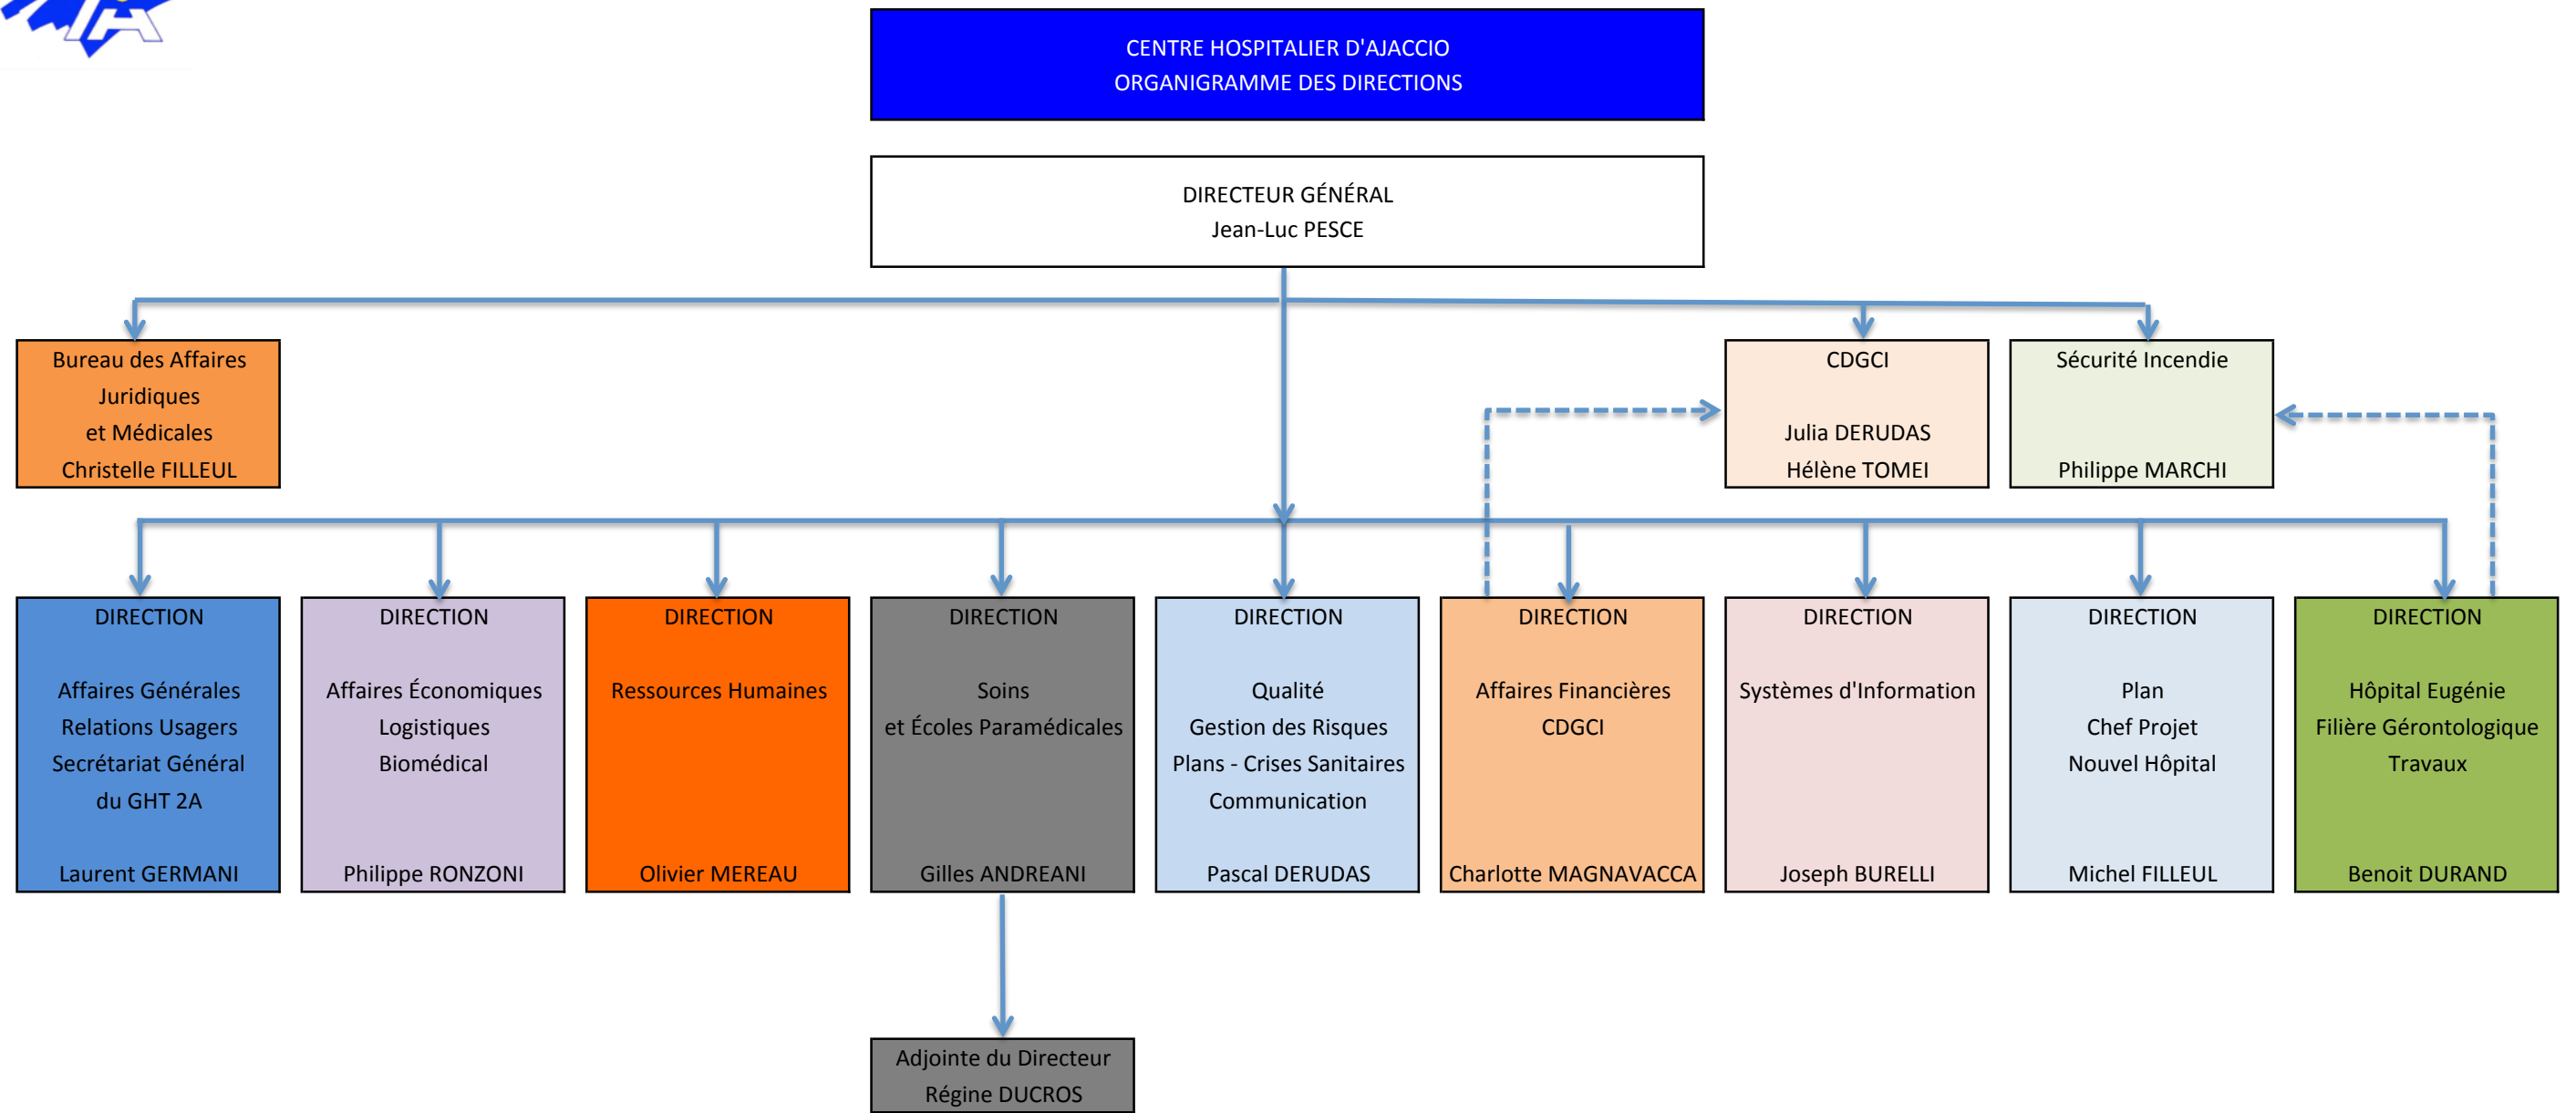 CENTRE HOSPITALIER D'AJACCIO
ORGANIGRAMME DES DIRECTIONS
DIRECTEUR GÉNÉRAL
Jean-Luc PESCE
Bureau des Affaires
Juridiques
et Médicales
Christelle FILLEUL
CDGCI
Julia DERUDAS
Hélène TOMEI
Sécurité Incendie
Philippe MARCHI
DIRECTION
Affaires Générales
Relations Usagers
Secrétariat Général
du GHT 2A
Laurent GERMANI
DIRECTION
Affaires Économiques
Logistiques
Biomédical
Philippe RONZONI
DIRECTION
Ressources Humaines
Olivier MEREAU
DIRECTION
Soins
et Écoles Paramédicales
Gilles ANDREANI
DIRECTION
Qualité
Gestion des Risques
Plans - Crises Sanitaires
Communication
Pascal DERUDAS
DIRECTION
Affaires Financières
CDGCI
Charlotte MAGNAVACCA
DIRECTION
Systèmes d'Information
Joseph BURELLI
DIRECTION
Plan
Chef Projet
Nouvel Hôpital
Michel FILLEUL
DIRECTION
Hôpital Eugénie
Filière Gérontologique
Travaux
Benoit DURAND
Adjointe du Directeur
Régine DUCROS